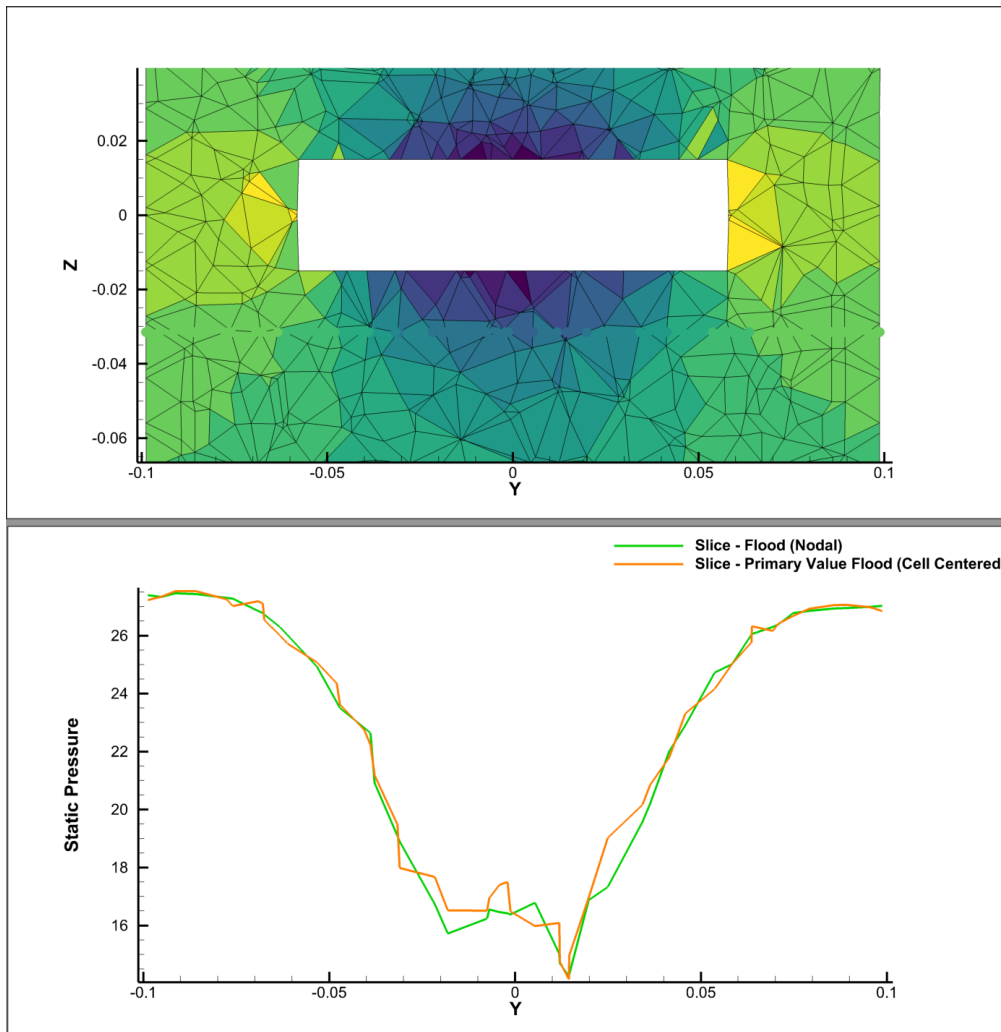 0.02
0
Z
-0.02
-0.04
-0.06
-0.1 -0.05 0 0.05 0.1
Y
Slice - Flood (Nodal)
Slice - Primary Value Flood (Cell Centered
26
24
22
Static Pressure
20
18
16
-0.1 -0.05 0 0.05 0.1
Y